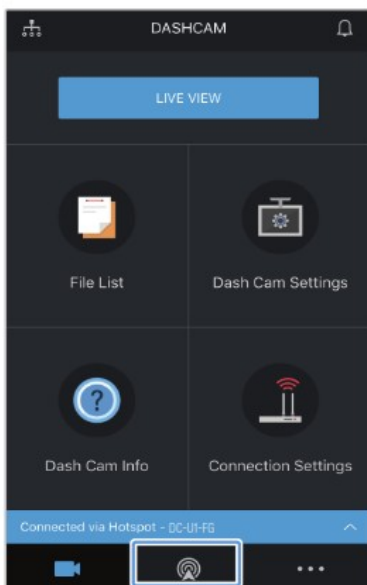 DASHCAM
LIVE VIEW
File List
Dash Cam Settings
Dash Cam Info
Connection Settings
Connected via Hotspot - DC-U1-FG